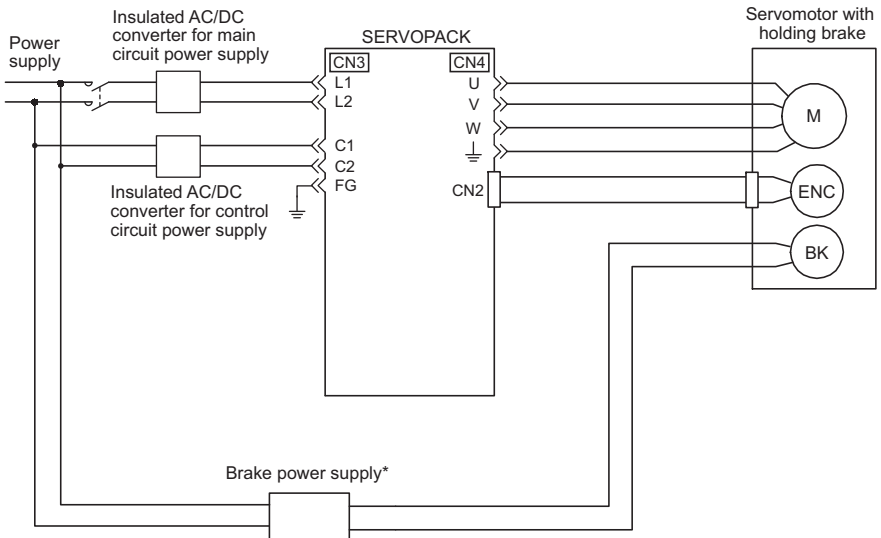 Insulated AC/DC
converter for main
circuit power supply
Power
supply
SERVOPACK
Servomotor with
holding brake
CN3
CN4
L1
L2
U
V
W
M
C1
C2
FG
CN2
ENC
BK
Insulated AC/DC
converter for control
circuit power supply
Brake power supply*